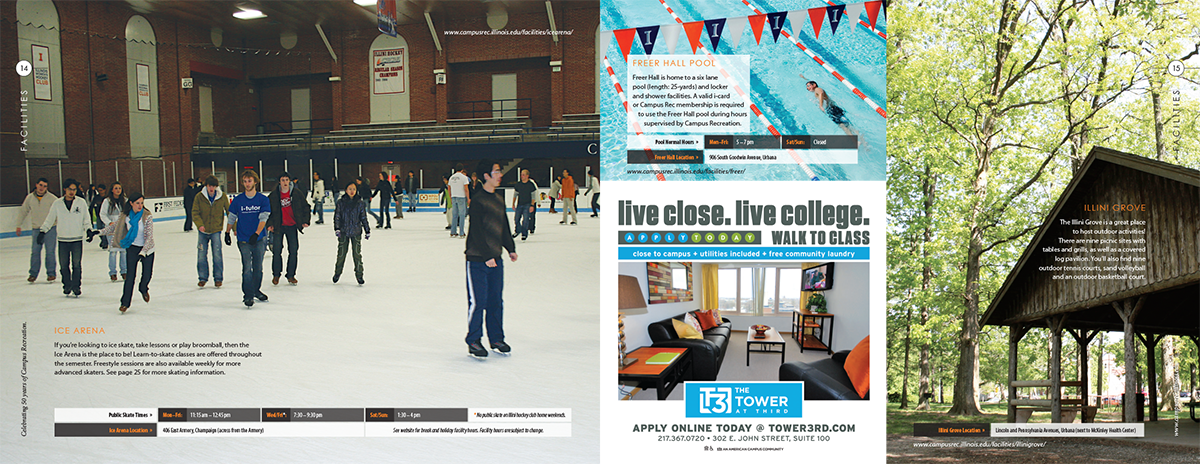 www.campusrec.illinois.edu/facilities/icearena/
14
FACILITIES
I
ILLINI HOCKEY
REGULAR SEASON
CHAMPIONS
GO
I-tutor
C
Celebrating 50 years of Campus Recreation.
ICE ARENA
If you're looking to ice skate, take lessons or play broomball, then the
Ice Arena is the place to be! Learn-to-skate classes are offered throughout
the semester. Freestyle sessions are also available weekly for more
advanced skaters. See page 25 for more skating information.
Public Skate Times > Mon–Fri: 11:15 am – 12:45 pm Wed/Fri*: 7:30 – 9:30 pm Sat/Sun: 1:30 – 4 pm * No public skate on Illini hockey club home weekends.
Ice Arena Location > 406 East Armory, Champaign (across from the Armory) See website for break and holiday facility hours. Facility hours are subject to change.
FREER HALL POOL
Freer Hall is home to a six lane
pool (length: 25-yards) and locker
and shower facilities. A valid i-card
or Campus Rec membership is required
to use the Freer Hall pool during hours
supervised by Campus Recreation.
Pool Normal Hours > Mon–Fri: 5 – 7 pm Sat/Sun: Closed
Freer Hall Location > 906 South Goodwin Avenue, Urbana
www.campusrec.illinois.edu/facilities/freer/
live close. live college.
APPLY TODAY WALK TO CLASS
close to campus + utilities included + free community laundry
T3 THE
TOWER
AT THIRD
APPLY ONLINE TODAY @ TOWER3RD.COM
217.367.0720 • 302 E. JOHN STREET, SUITE 100
AN AMERICAN CAMPUS COMMUNITY
15
FACILITIES
ILLINI GROVE
The Illini Grove is a great place
to host outdoor activities!
There are nine picnic sites with
tables and grills, as well as a covered
log pavilion. You'll also find nine
outdoor tennis courts, sand volleyball
and an outdoor basketball court.
Illini Grove Location > Lincoln and Pennsylvania Avenues, Urbana (next to McKinley Health Center)
www.campusrec.illinois.edu/facilities/illinigrove/